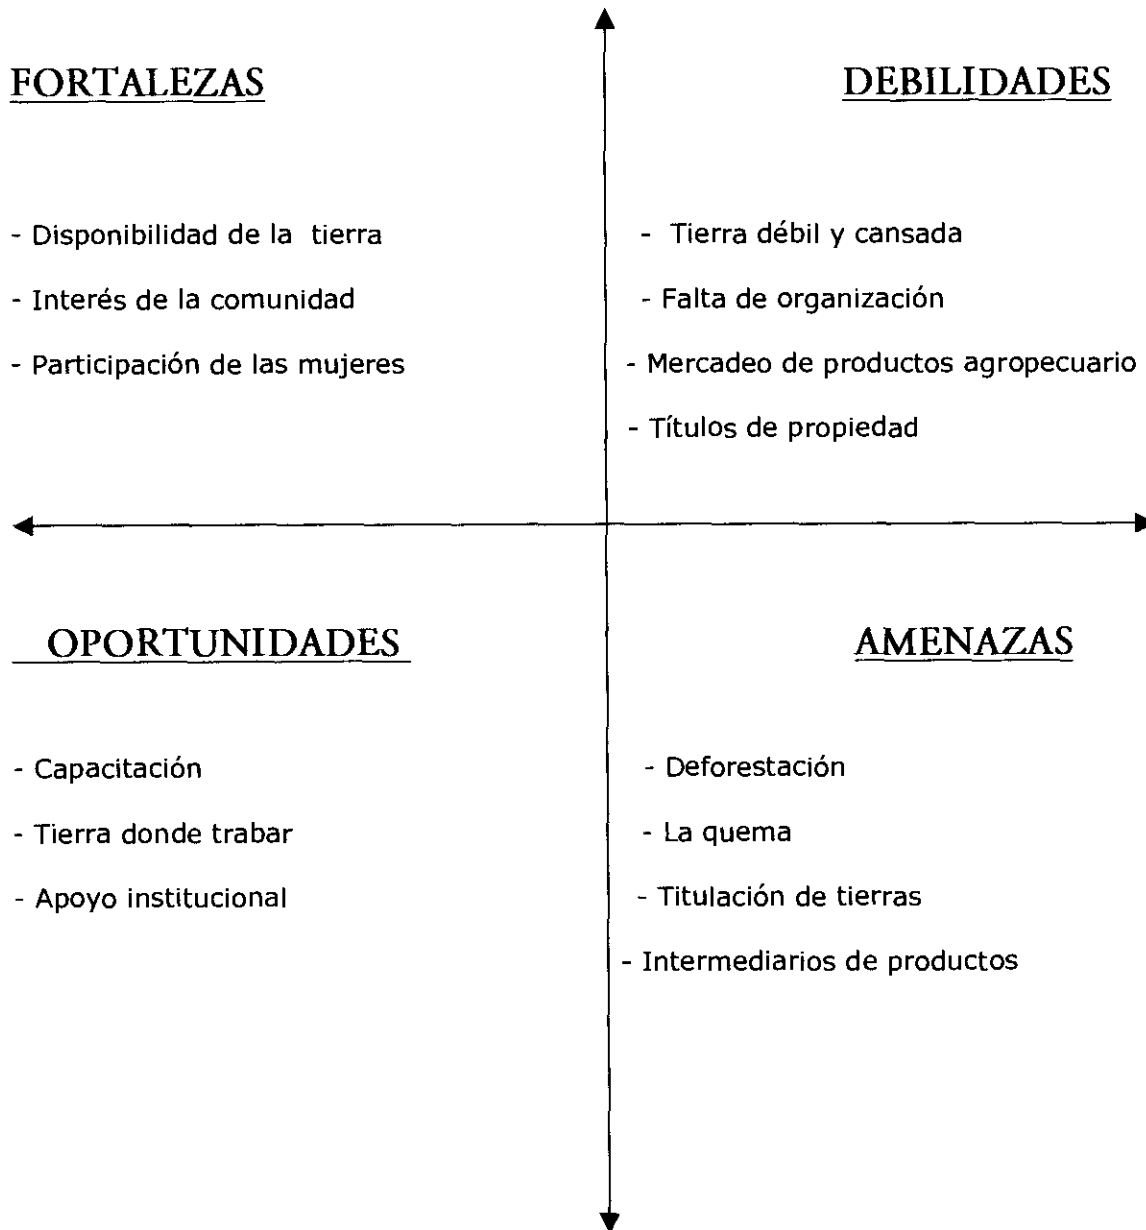 FORTALEZAS
- Disponibilidad de la tierra
- Interés de la comunidad
- Participación de las mujeres
DEBILIDADES
- Tierra débil y cansada
- Falta de organización
- Mercadeo de productos agropecuario
- Títulos de propiedad
OPORTUNIDADES
- Capacitación
- Tierra donde trabar
- Apoyo institucional
AMENAZAS
- Deforestación
- La quema
- Titulación de tierras
- Intermediarios de productos